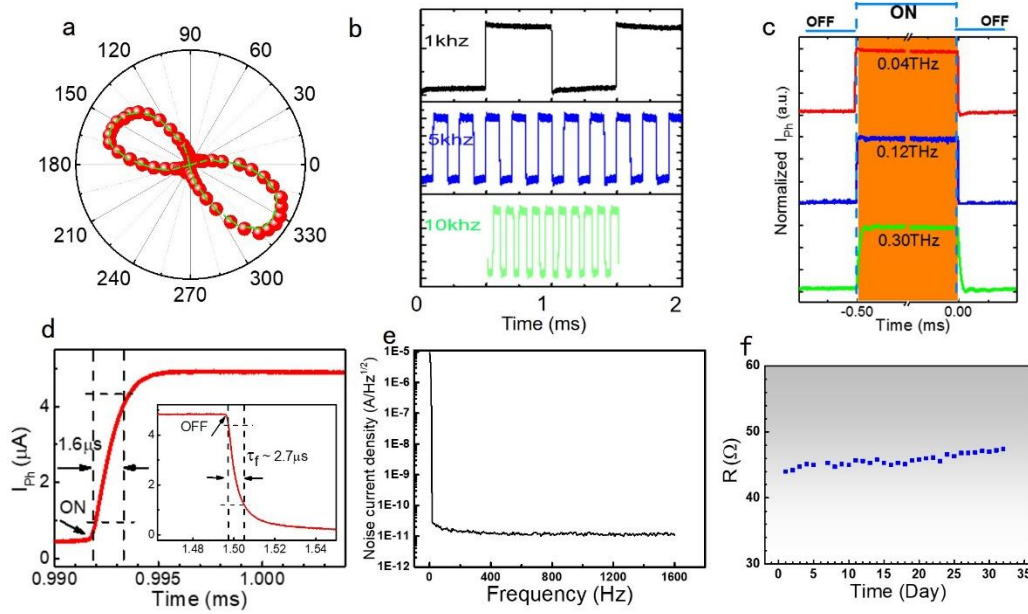 a
90
120
60
150
30
180
0
210
330
240
300
270
b
1khz
5khz
10khz
0
1
2
Time (ms)
c
OFF
ON
OFF
0.04THz
0.12THz
0.30THz
Normalized I_Ph (a.u.)
-0.50
0.00
Time (ms)
d
I_Ph (μA)
4
2
0
1.6μs
ON
0.990
0.995
1.000
Time (ms)
OFF
τ_f ~ 2.7μs
4
2
0
1.48
1.50
1.52
1.54
e
Noise current density (A/Hz^1/2)
1E-5
1E-6
1E-7
1E-8
1E-9
1E-10
1E-11
1E-12
0
400
800
1200
1600
Frequency (Hz)
f
R (Ω)
60
50
40
30
0
5
10
15
20
25
30
35
Time (Day)